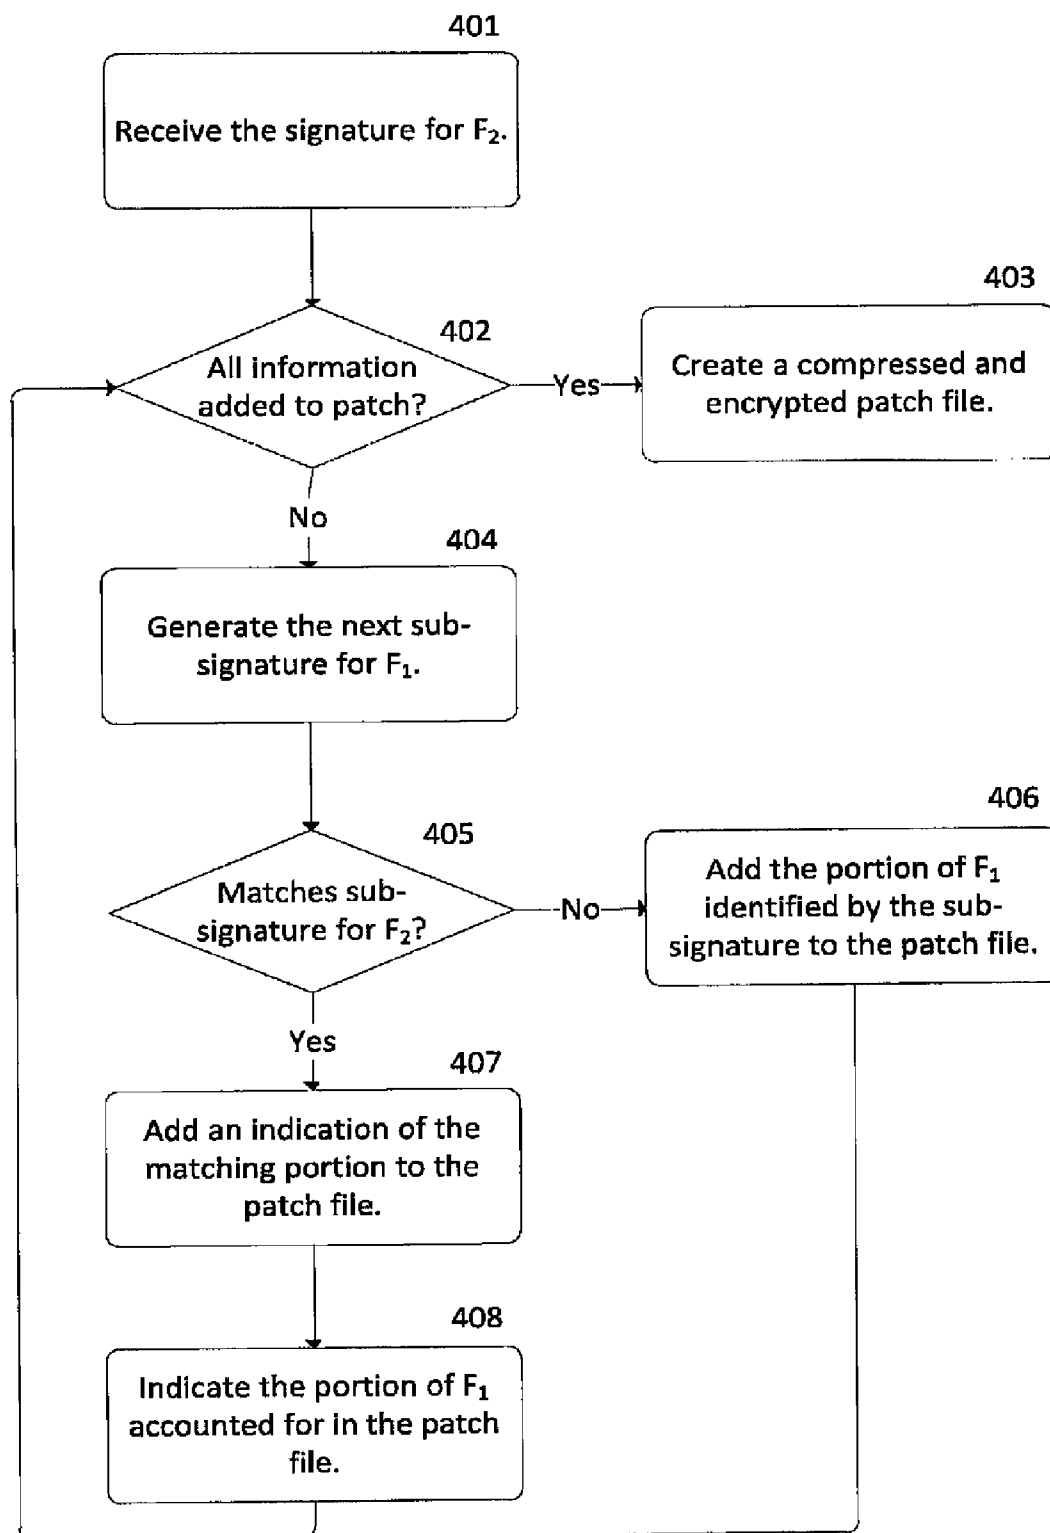 401
Receive the signature for F₂.
402
All information
added to patch?
Yes
403
Create a compressed and
encrypted patch file.
No
404
Generate the next sub-
signature for F₁.
405
Matches sub-
signature for F₂?
No
406
Add the portion of F₁
identified by the sub-
signature to the patch file.
Yes
407
Add an indication of the
matching portion to the
patch file.
408
Indicate the portion of F₁
accounted for in the patch
file.